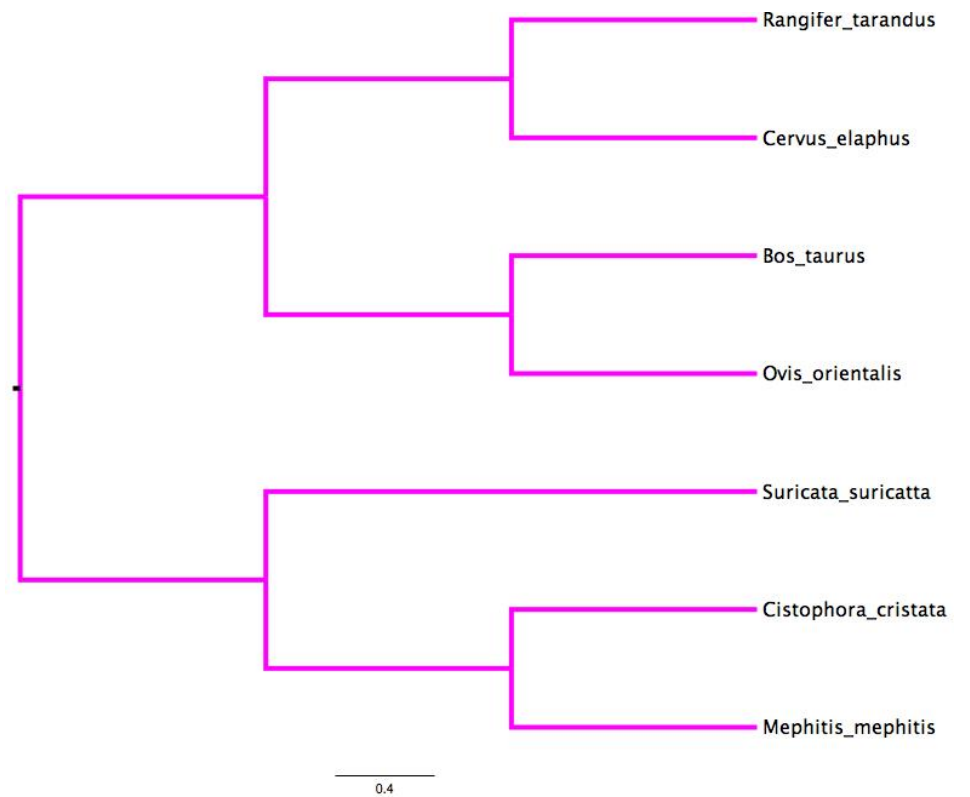 Rangifer_tarandus
Cervus_elaphus
Bos_taurus
Ovis_orientalis
Suricata_suricatta
Cistophora_cristata
Mephitis_mephitis
0.4